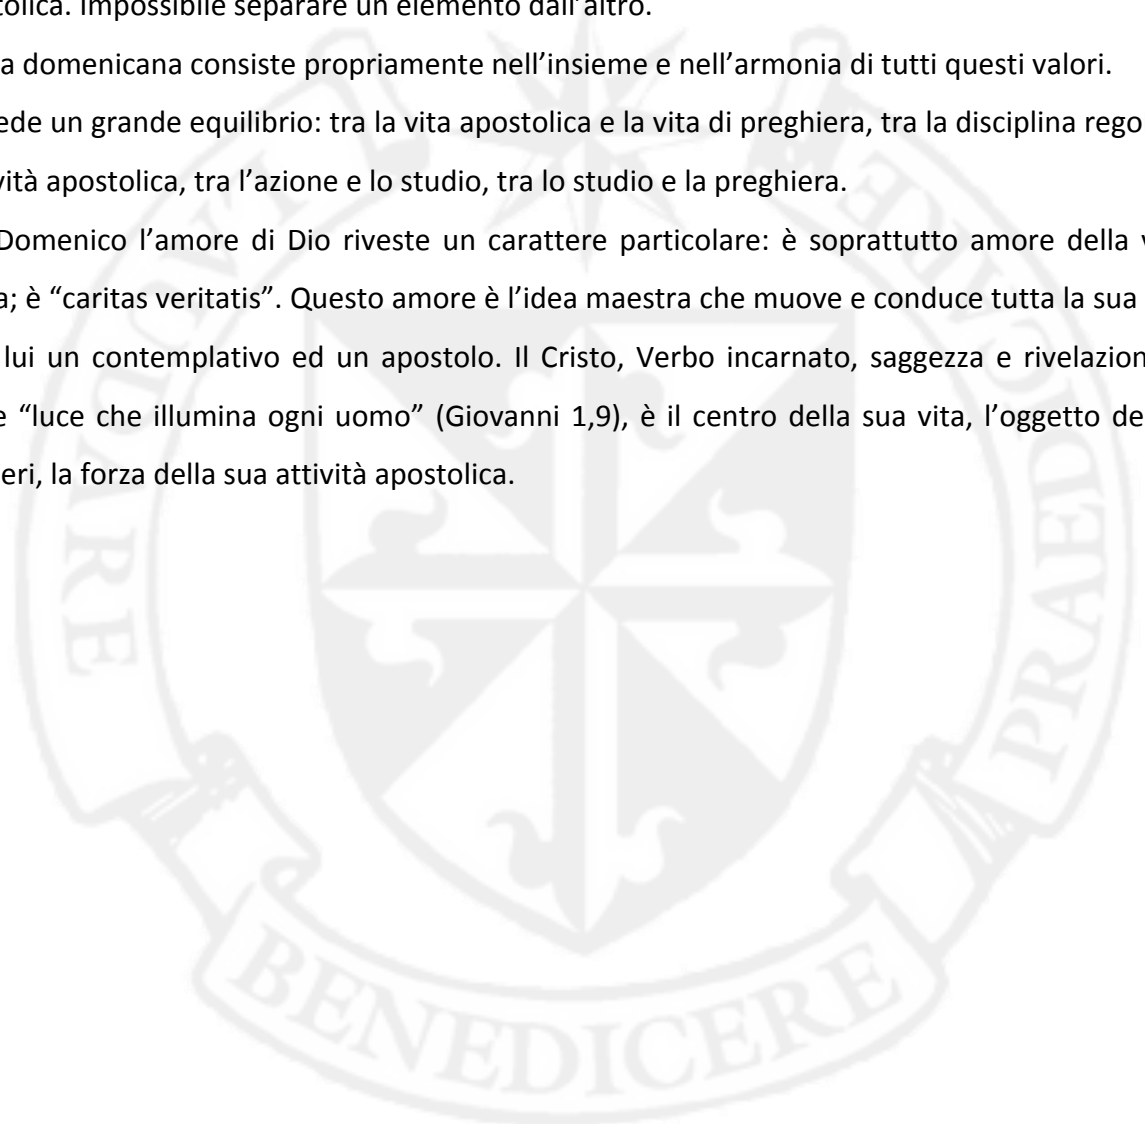 tolica. Impossibile separare un elemento dall’altro.
a domenicana consiste propriamente nell’insieme e nell’armonia di tutti questi valori.
ede un grande equilibrio: tra la vita apostolica e la vita di preghiera, tra la disciplina rego
vità apostolica, tra l’azione e lo studio, tra lo studio e la preghiera.
Domenico l’amore di Dio riveste un carattere particolare: è soprattutto amore della v
a; è “caritas veritatis”. Questo amore è l’idea maestra che muove e conduce tutta la sua
lui un contemplativo ed un apostolo. Il Cristo, Verbo incarnato, saggezza e rivelazion
e “luce che illumina ogni uomo” (Giovanni 1,9), è il centro della sua vita, l’oggetto de
eri, la forza della sua attività apostolica.
LAUDARE
BENEDICERE
PRAEDICARE